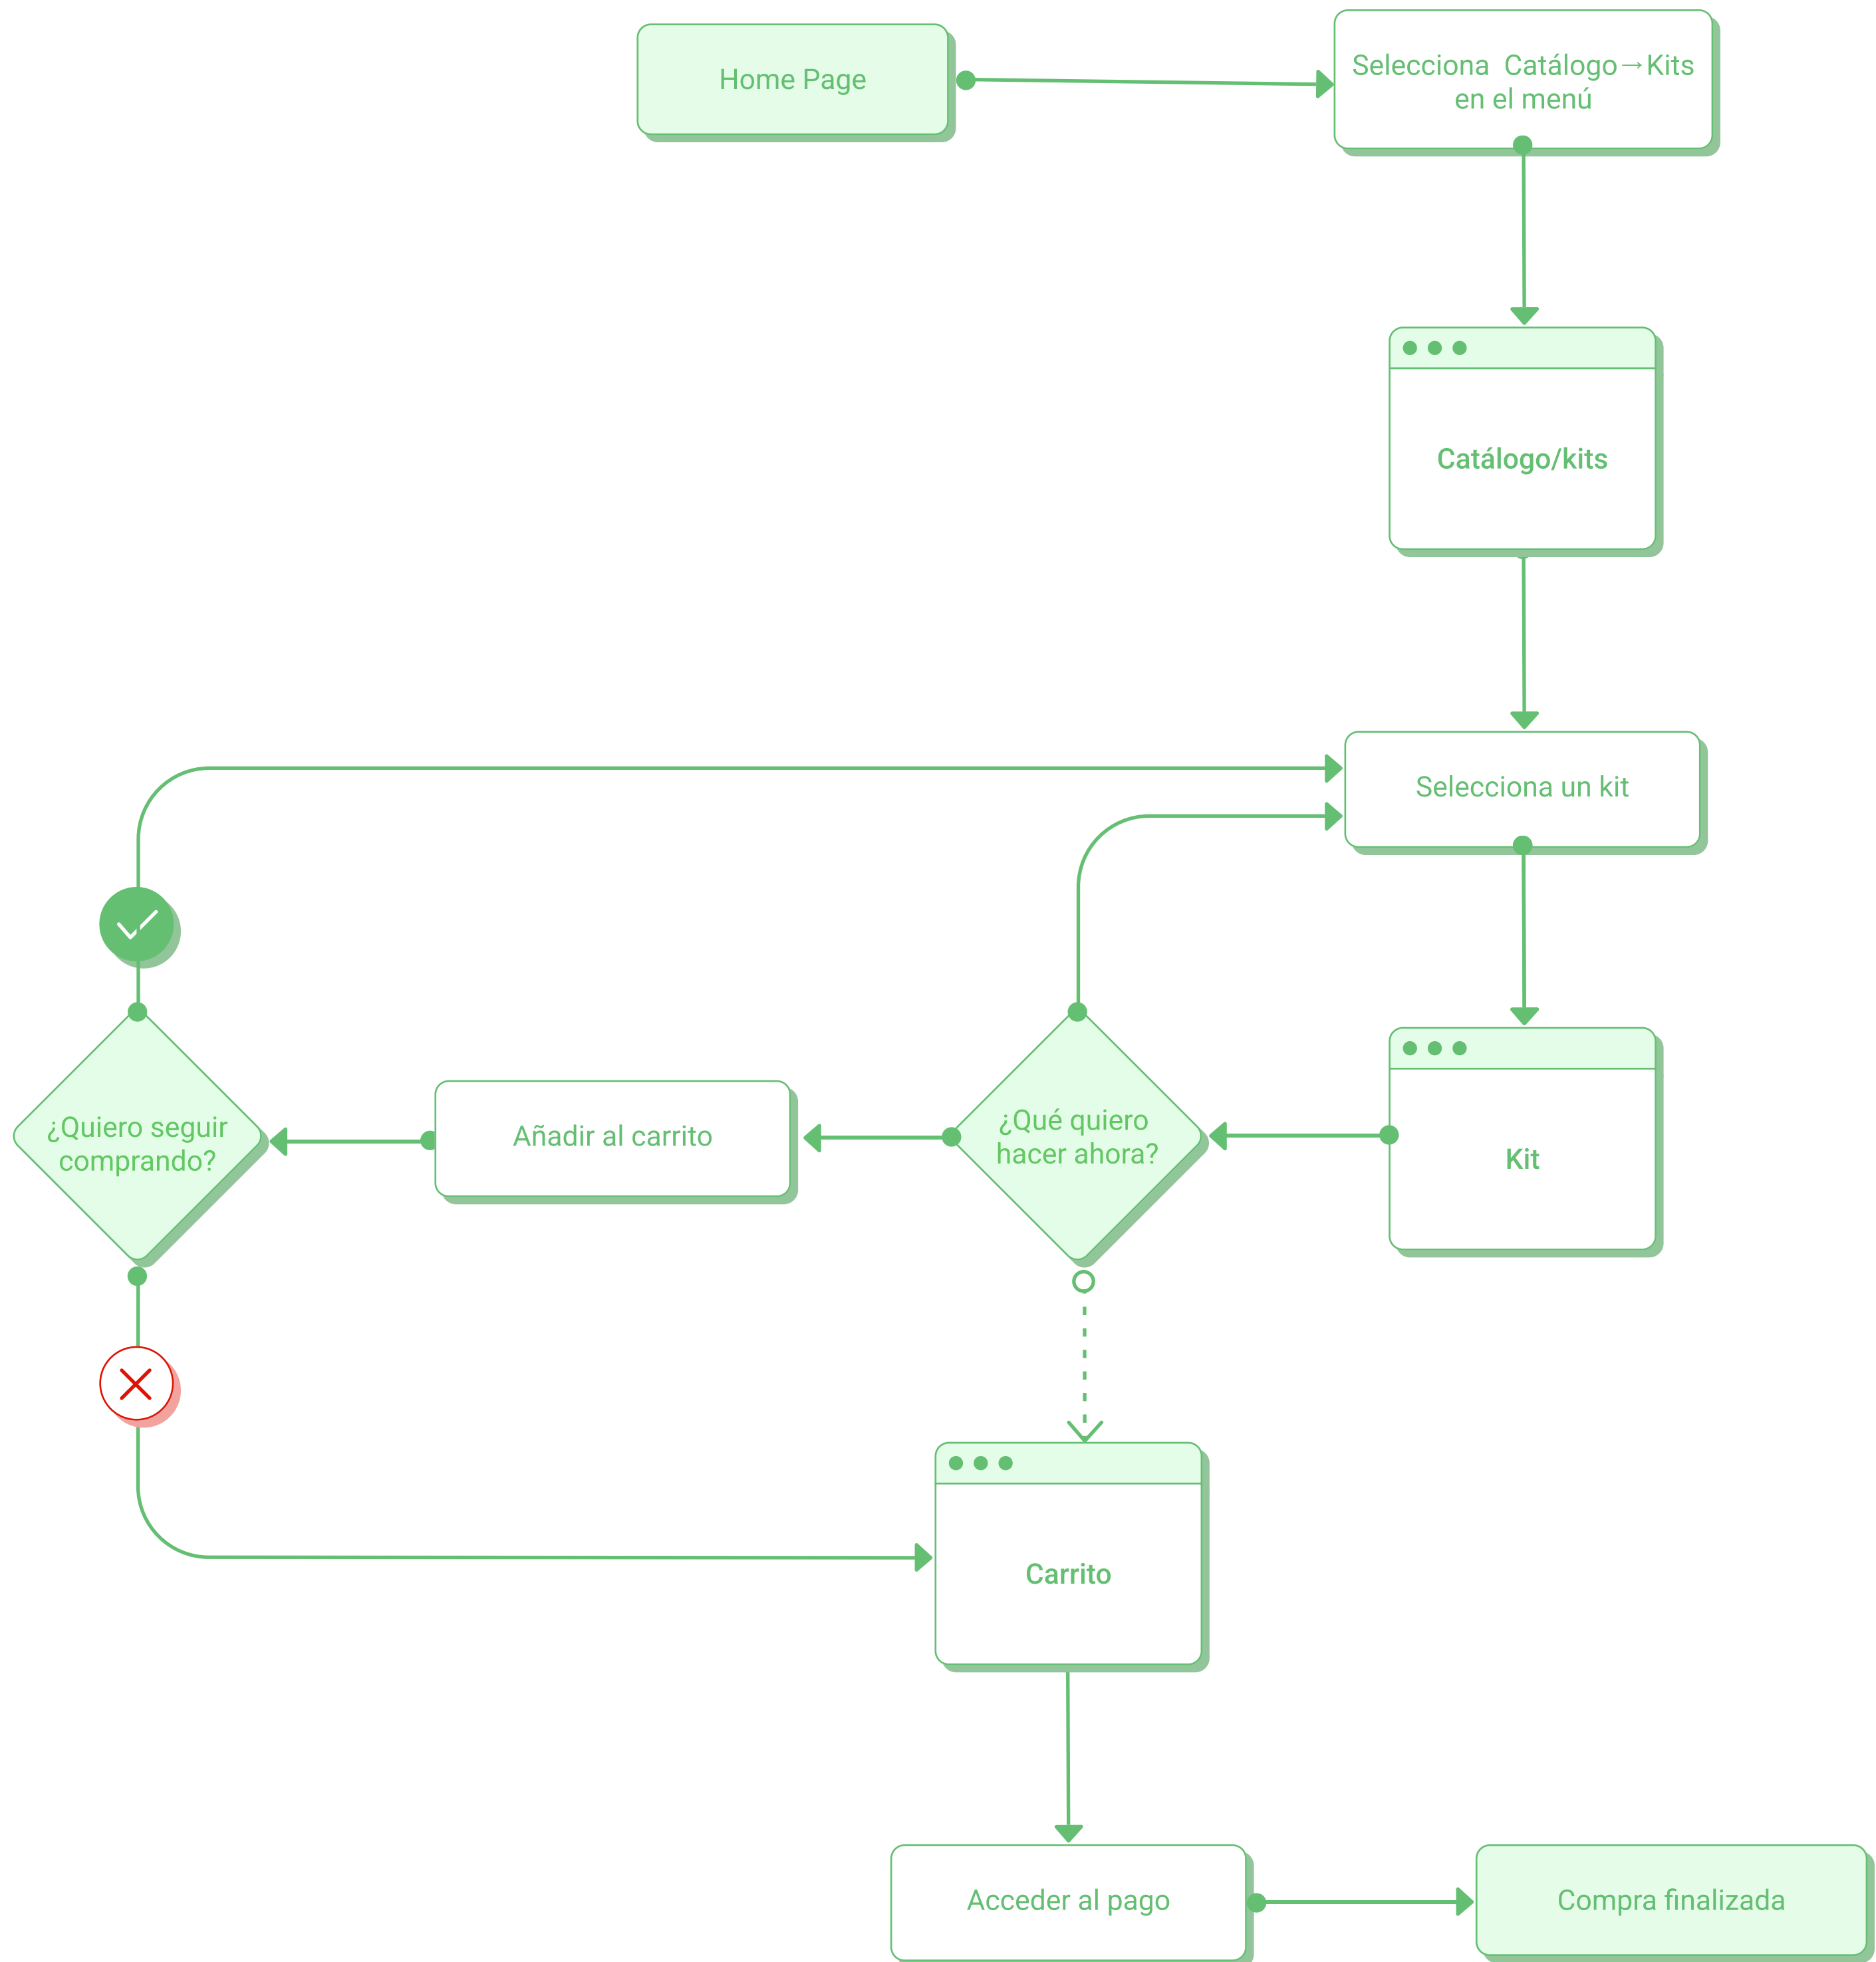 Home Page
Selecciona  Catálogo→Kits
en el menú
Catálogo/kits
Selecciona un kit
¿Quiero seguir
comprando?
Añadir al carrito
¿Qué quiero
hacer ahora?
Kit
Carrito
Acceder al pago
Compra finalizada